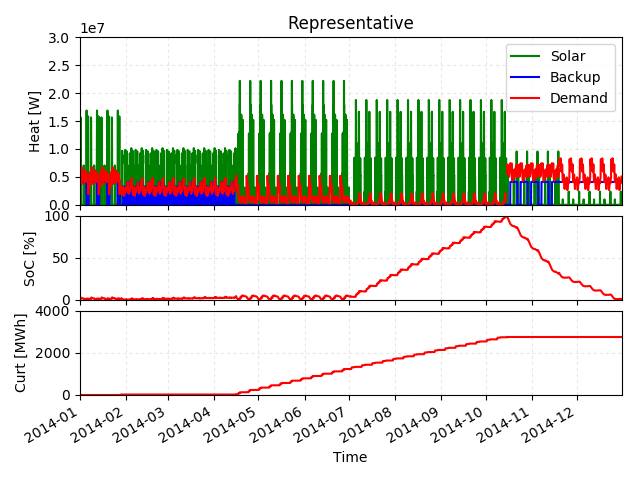 Representative
1e7
3.0
2.5
2.0
1.5
1.0
0.5
0.0
Heat [W]
Solar
Backup
Demand
100
50
0
SoC [%]
4000
2000
0
Curt [MWh]
2014-01
2014-02
2014-03
2014-04
2014-05
2014-06
2014-07
2014-08
2014-09
2014-10
2014-11
2014-12
Time